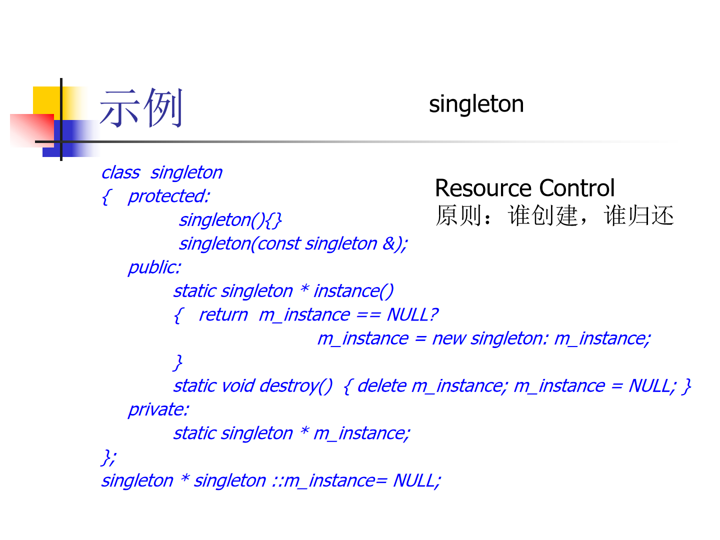 示例
singleton
class singleton
{ protected:
singleton(){}
singleton(const singleton &);
public:
static singleton * instance()
{ return m_instance == NULL?
m_instance = new singleton: m_instance;
}
static void destroy() { delete m_instance; m_instance = NULL; }
private:
static singleton * m_instance;
};
singleton * singleton ::m_instance= NULL;
Resource Control
原则：谁创建，谁归还